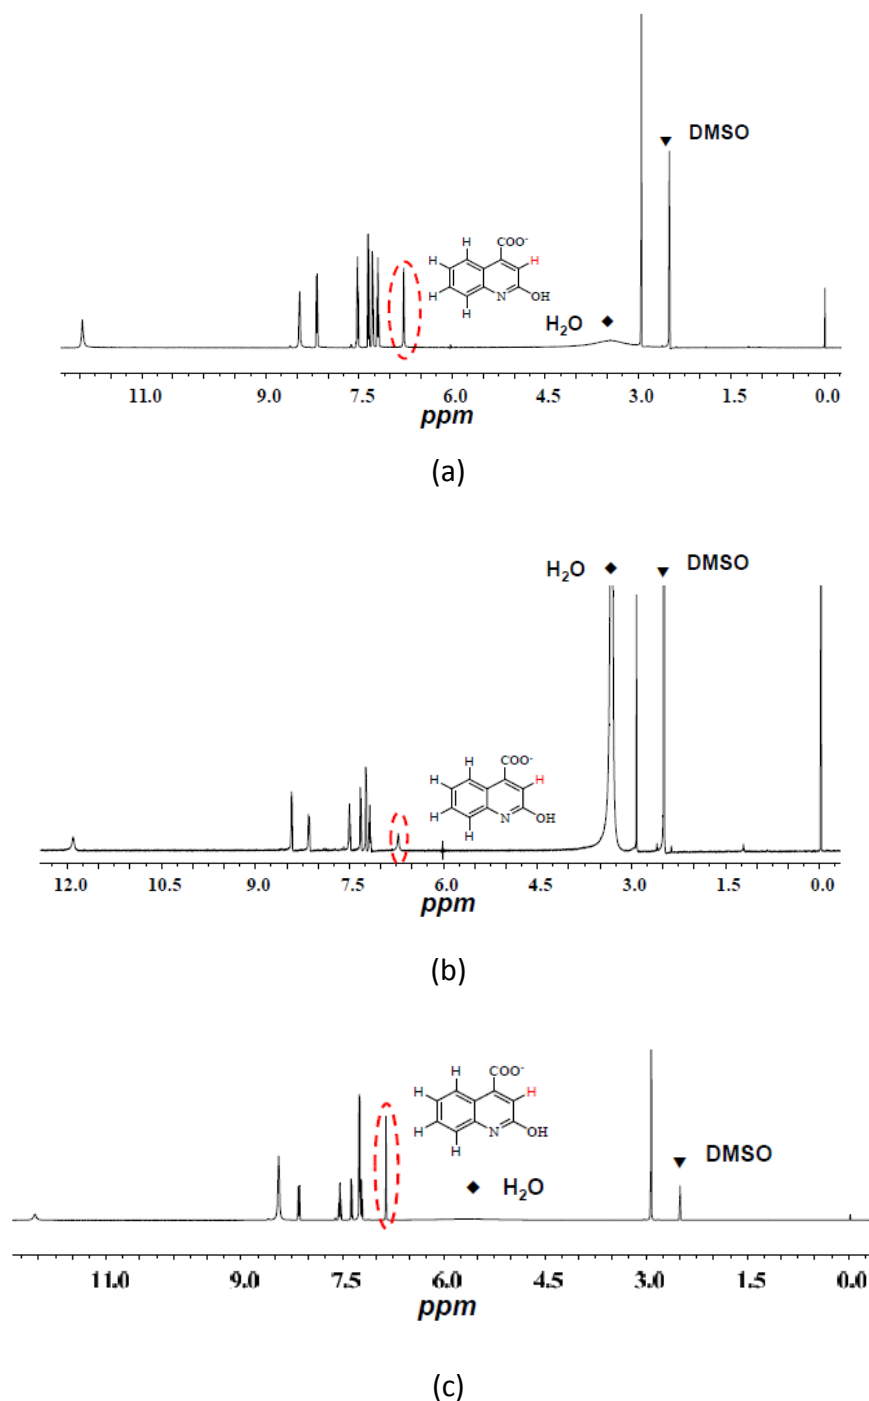 DMSO
H COO⁻
H H
H N OH
H
H₂O
11.0 9.0 7.5 6.0 4.5 3.0 1.5 0.0
ppm
(a)
H₂O DMSO
H COO⁻
H H
H N OH
H
12.0 10.5 9.0 7.5 6.0 4.5 3.0 1.5 0.0
ppm
(b)
H COO⁻
H H
H N OH
H
DMSO
H₂O
11.0 9.0 7.5 6.0 4.5 3.0 1.5 0.0
ppm
(c)